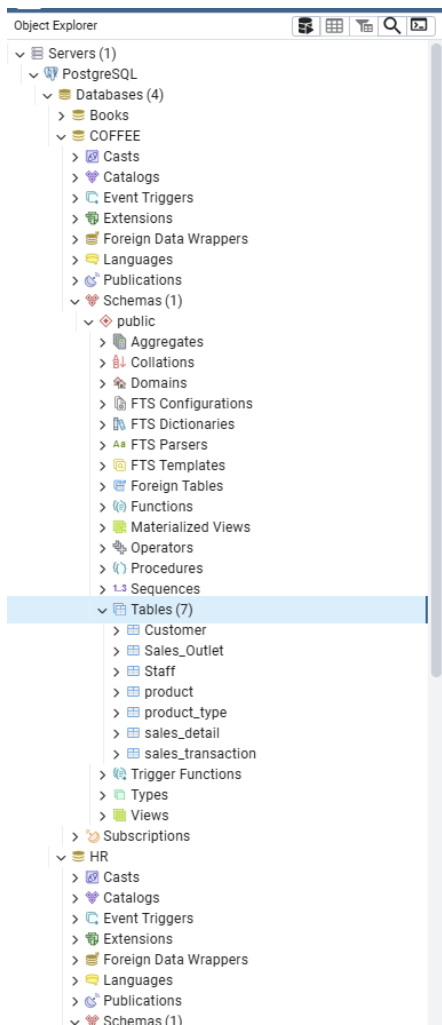 Object Explorer
Servers (1)
PostgreSQL
Databases (4)
Books
COFFEE
Casts
Catalogs
Event Triggers
Extensions
Foreign Data Wrappers
Languages
Publications
Schemas (1)
public
Aggregates
Collations
Domains
FTS Configurations
FTS Dictionaries
Aa FTS Parsers
FTS Templates
Foreign Tables
Functions
Materialized Views
Operators
Procedures
1..3 Sequences
Tables (7)
Customer
Sales_Outlet
Staff
product
product_type
sales_detail
sales_transaction
Trigger Functions
Types
Views
Subscriptions
HR
Casts
Catalogs
Event Triggers
Extensions
Foreign Data Wrappers
Languages
Publications
Schemas (1)